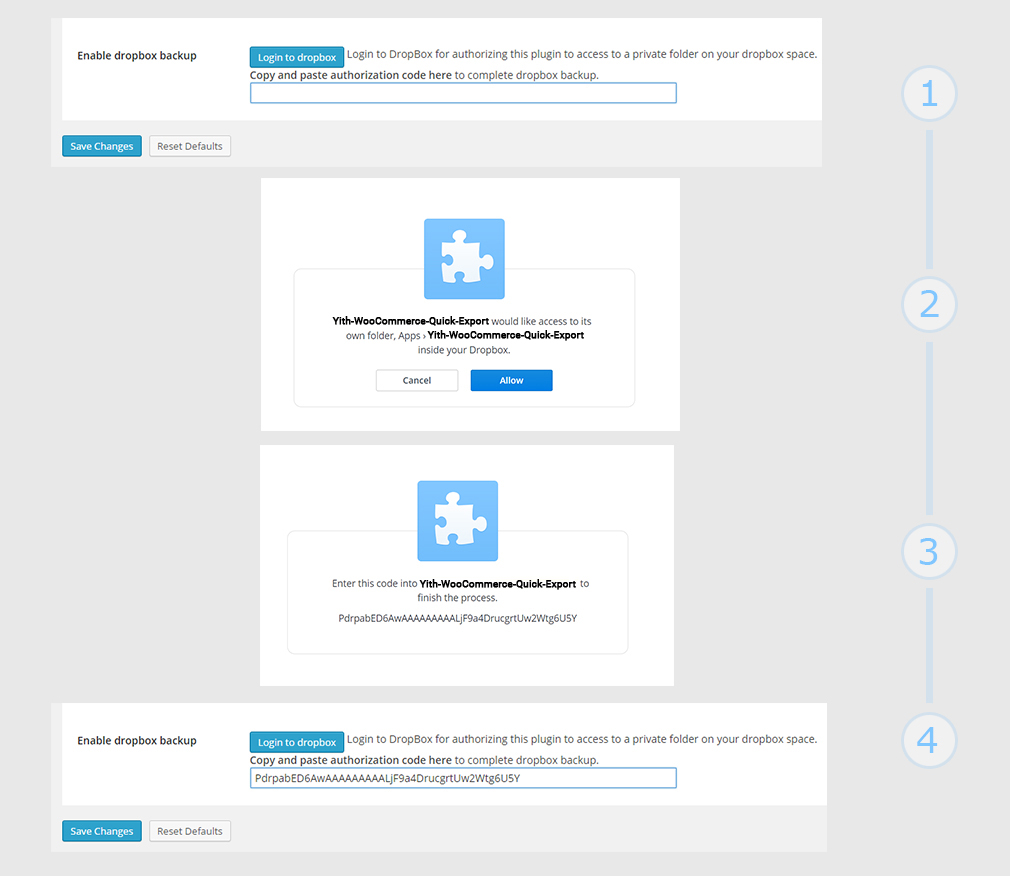 Enable dropbox backup
Login to dropbox Login to DropBox for authorizing this plugin to access to a private folder on your dropbox space.
Copy and paste authorization code here to complete dropbox backup.
Save Changes Reset Defaults
1
Yith-WooCommerce-Quick-Export would like access to its
own folder, Apps › Yith-WooCommerce-Quick-Export
inside your Dropbox.
Cancel Allow
2
Enter this code into Yith-WooCommerce-Quick-Export to
finish the process.
PdrpabED6AwAAAAAAAAALjF9a4DrucgrtUw2Wtg6U5Y
3
Enable dropbox backup
Login to dropbox Login to DropBox for authorizing this plugin to access to a private folder on your dropbox space.
Copy and paste authorization code here to complete dropbox backup.
PdrpabED6AwAAAAAAAAALjF9a4DrucgrtUw2Wtg6U5Y
Save Changes Reset Defaults
4